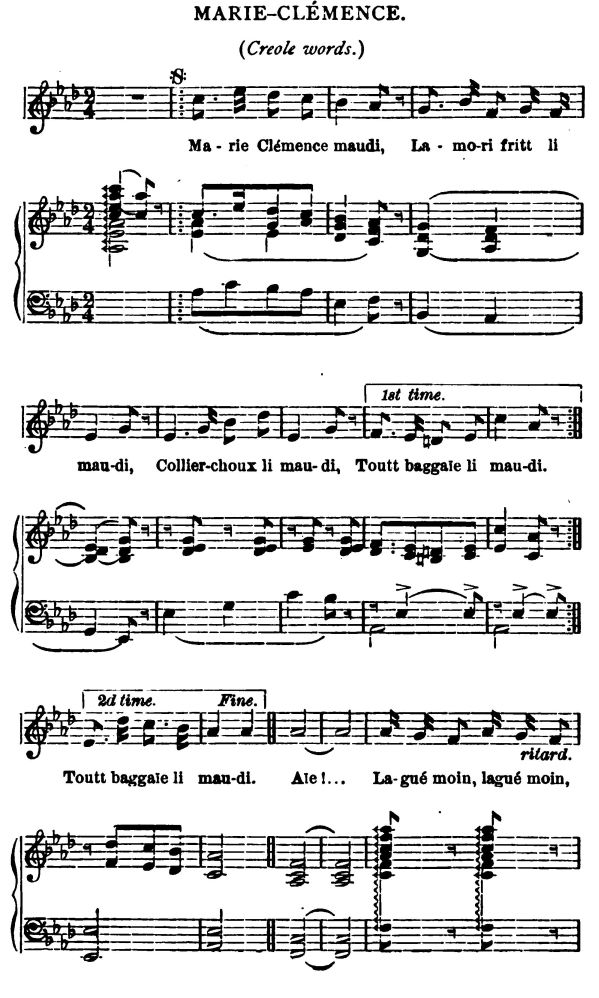 MARIE-CLÉMENCE.
(Creole words.)
Ma - rie Clémence maudi, La - mo-ri fritt li
1st time.
mau-di, Collier-choux li mau-di, Toutt baggaïe li mau-di.
2d time. Fine.
ritard.
Toutt baggaïe li mau-di. Aïe!... La-gué moin, lagué moin,